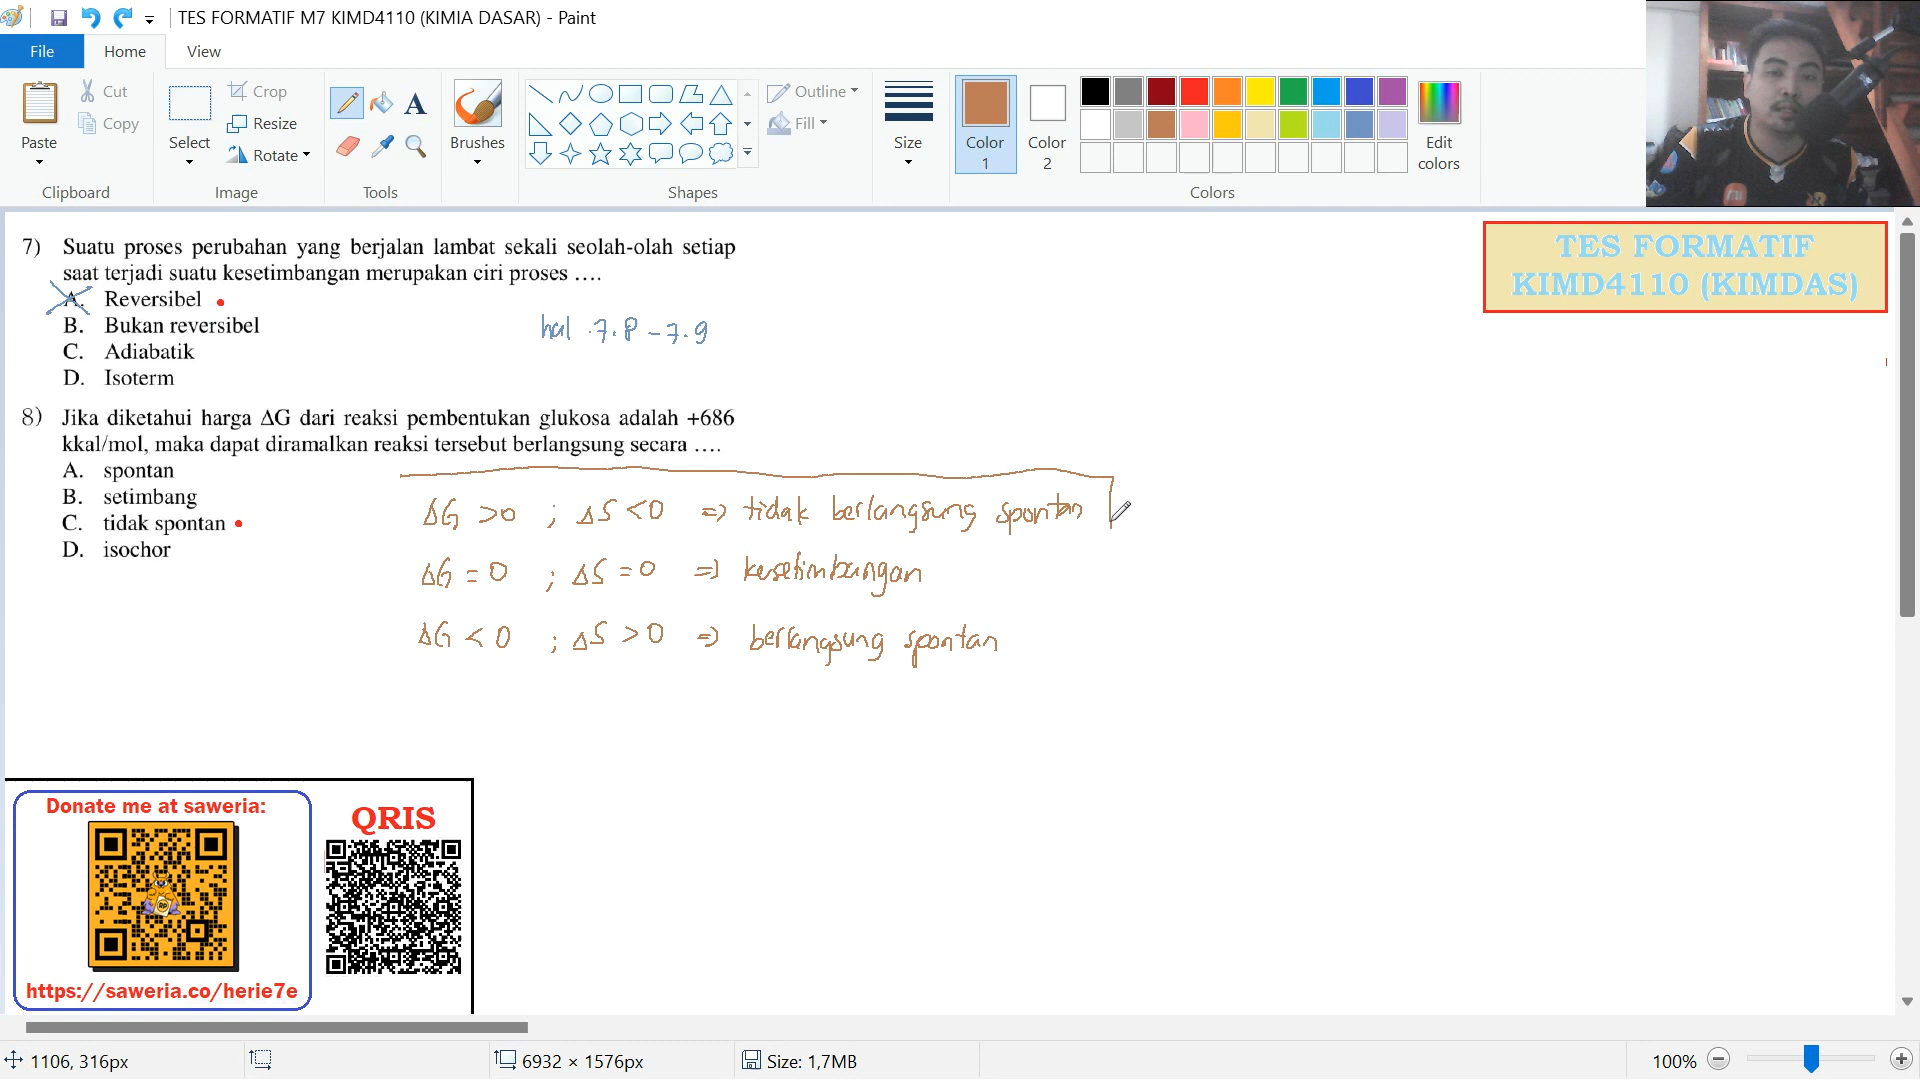 TES FORMATIF M7 KIMD4110 (KIMIA DASAR) - Paint
File
Home
View
Paste
Cut
Copy
Clipboard
Select
Crop
Resize
Rotate
Image
A
Tools
Brushes
Shapes
Outline
Fill
Size
Color 1
Color 2
Edit colors
Colors
TES FORMATIF
KIMD4110 (KIMDAS)
7) Suatu proses perubahan yang berjalan lambat sekali seolah-olah setiap
saat terjadi suatu kesetimbangan merupakan ciri proses ….
A. Reversibel
B. Bukan reversibel
C. Adiabatik
D. Isoterm
hal .7.8 - 7.9
8) Jika diketahui harga ΔG dari reaksi pembentukan glukosa adalah +686
kkal/mol, maka dapat diramalkan reaksi tersebut berlangsung secara ….
A. spontan
B. setimbang
C. tidak spontan
D. isochor
ΔG > 0 ; ΔS < 0 => tidak berlangsung spontan
ΔG = 0 ; ΔS = 0 => kesetimbangan
ΔG < 0 ; ΔS > 0 => berlangsung spontan
Donate me at saweria:
RP
https://saweria.co/herie7e
QRIS
1106, 316px
6932 × 1576px
Size: 1,7MB
100%